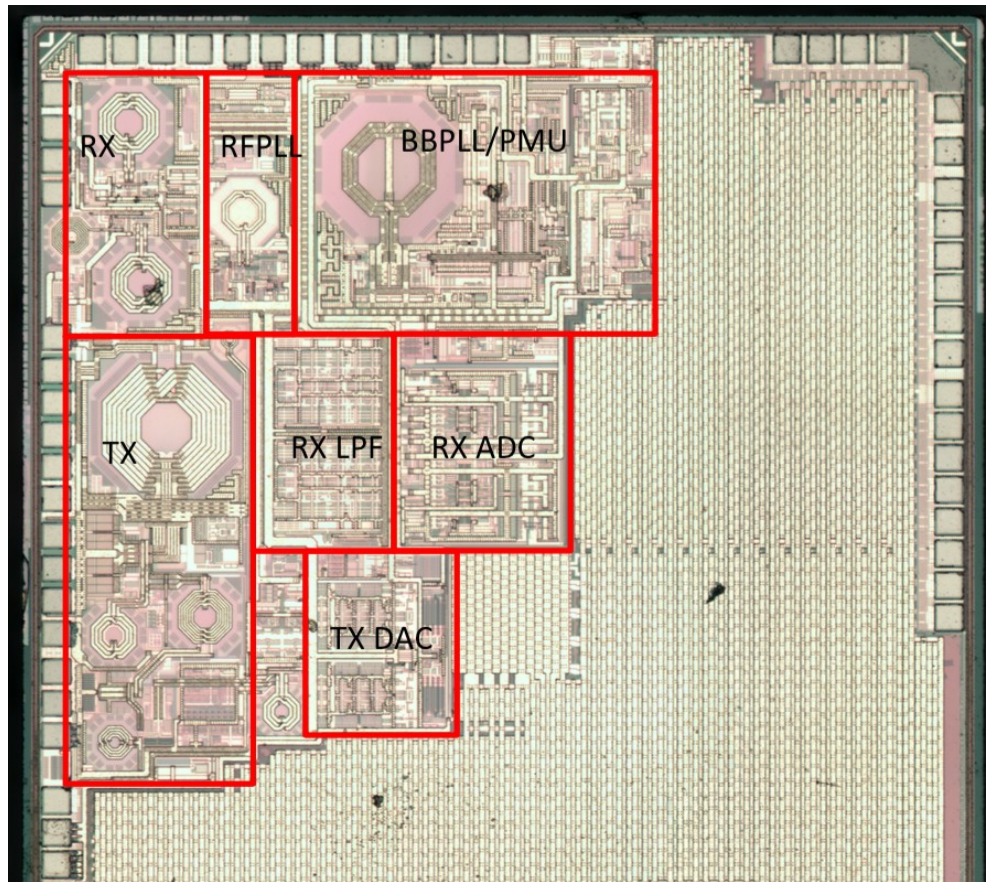 RX
RFPLL
BBPLL/PMU
TX
RX LPF
RX ADC
TX DAC